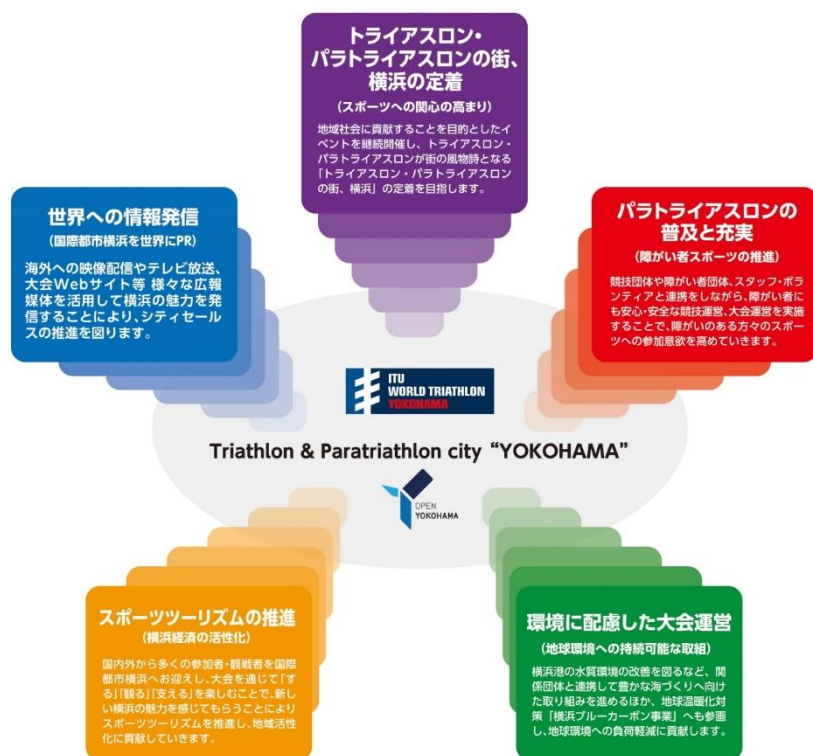 トライアスロン・
パラトライアスロンの街、
横浜の定着
(スポーツへの関心の高まり)
地域社会に貢献することを目的としたイ
ベントを継続開催し、トライアスロン・
パラトライアスロンが街の風物詩となる
「トライアスロン・パラトライアスロン
の街、横浜」の定着を目指します。
世界への情報発信
(国際都市横浜を世界にPR)
海外への映像配信やテレビ放送、
大会Webサイト等 様々な広報
媒体を活用して横浜の魅力を発
信することにより、シティセール
スの推進を図ります。
パラトライアスロンの
普及と充実
(障がい者スポーツの推進)
競技団体や障がい者団体、スタッフ・ボラ
ンティアと連携をしながら、障がい者に
も安心・安全な競技運営、大会運営を実施
することで、障がいのある方々のスポー
ツへの参加意欲を高めていきます。
ITU
WORLD TRIATHLON
YOKOHAMA
Triathlon & Paratriathlon city “YOKOHAMA”
OPEN
YOKOHAMA
スポーツツーリズムの推進
(横浜経済の活性化)
国内外から多くの参加者・観戦者を国際
都市横浜へお迎えし、大会を通じて「す
る」「観る」「支える」を楽しむことで、新し
い横浜の魅力を感じてもらうことにより
スポーツツーリズムを推進し、地域活性
化に貢献していきます。
環境に配慮した大会運営
(地球環境への持続可能な取組)
横浜港の水質環境の改善を図るなど、関
係団体と連携して豊かな海づくりへ向け
た取り組みを進めるほか、地球温暖化対
策「横浜ブルーカーボン事業」へも参画
し、地球環境への負荷軽減に貢献します。